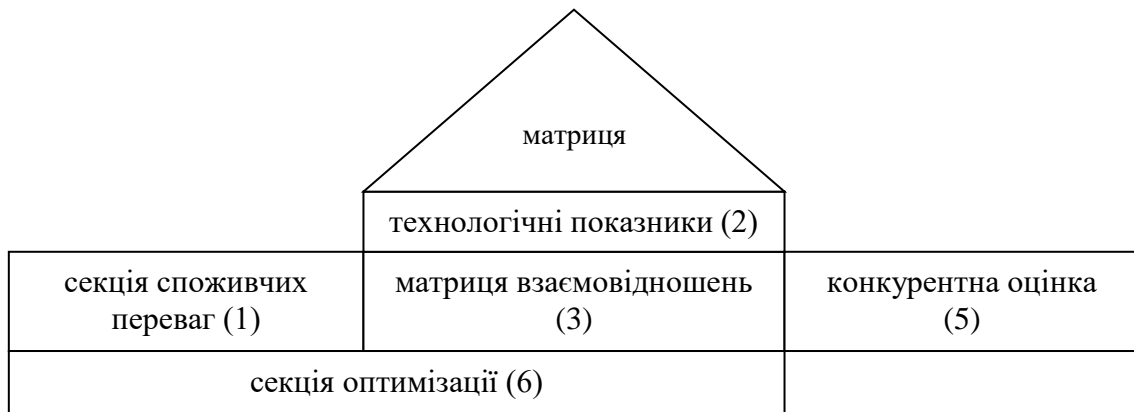 матриця
технологічні показники (2)
секція споживчих
переваг (1)
матриця взаємовідношень
(3)
конкурентна оцінка
(5)
секція оптимізації (6)